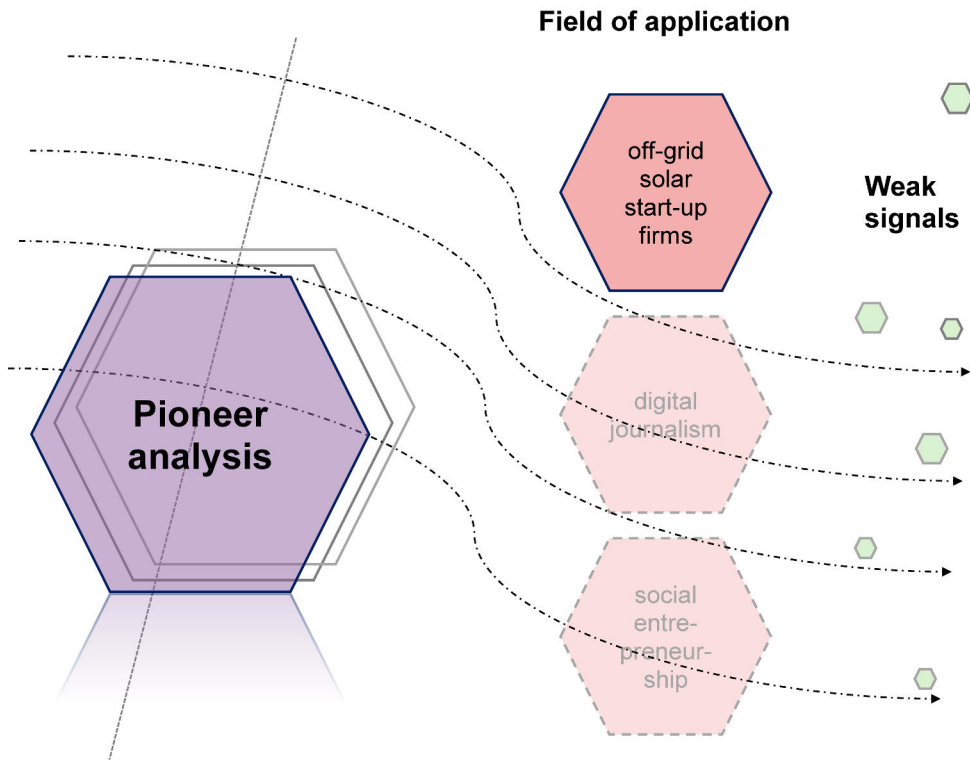 Field of application
off-grid
solar
start-up
firms
Weak
signals
Pioneer
analysis
digital
journalism
social
entre-
preneur-
ship